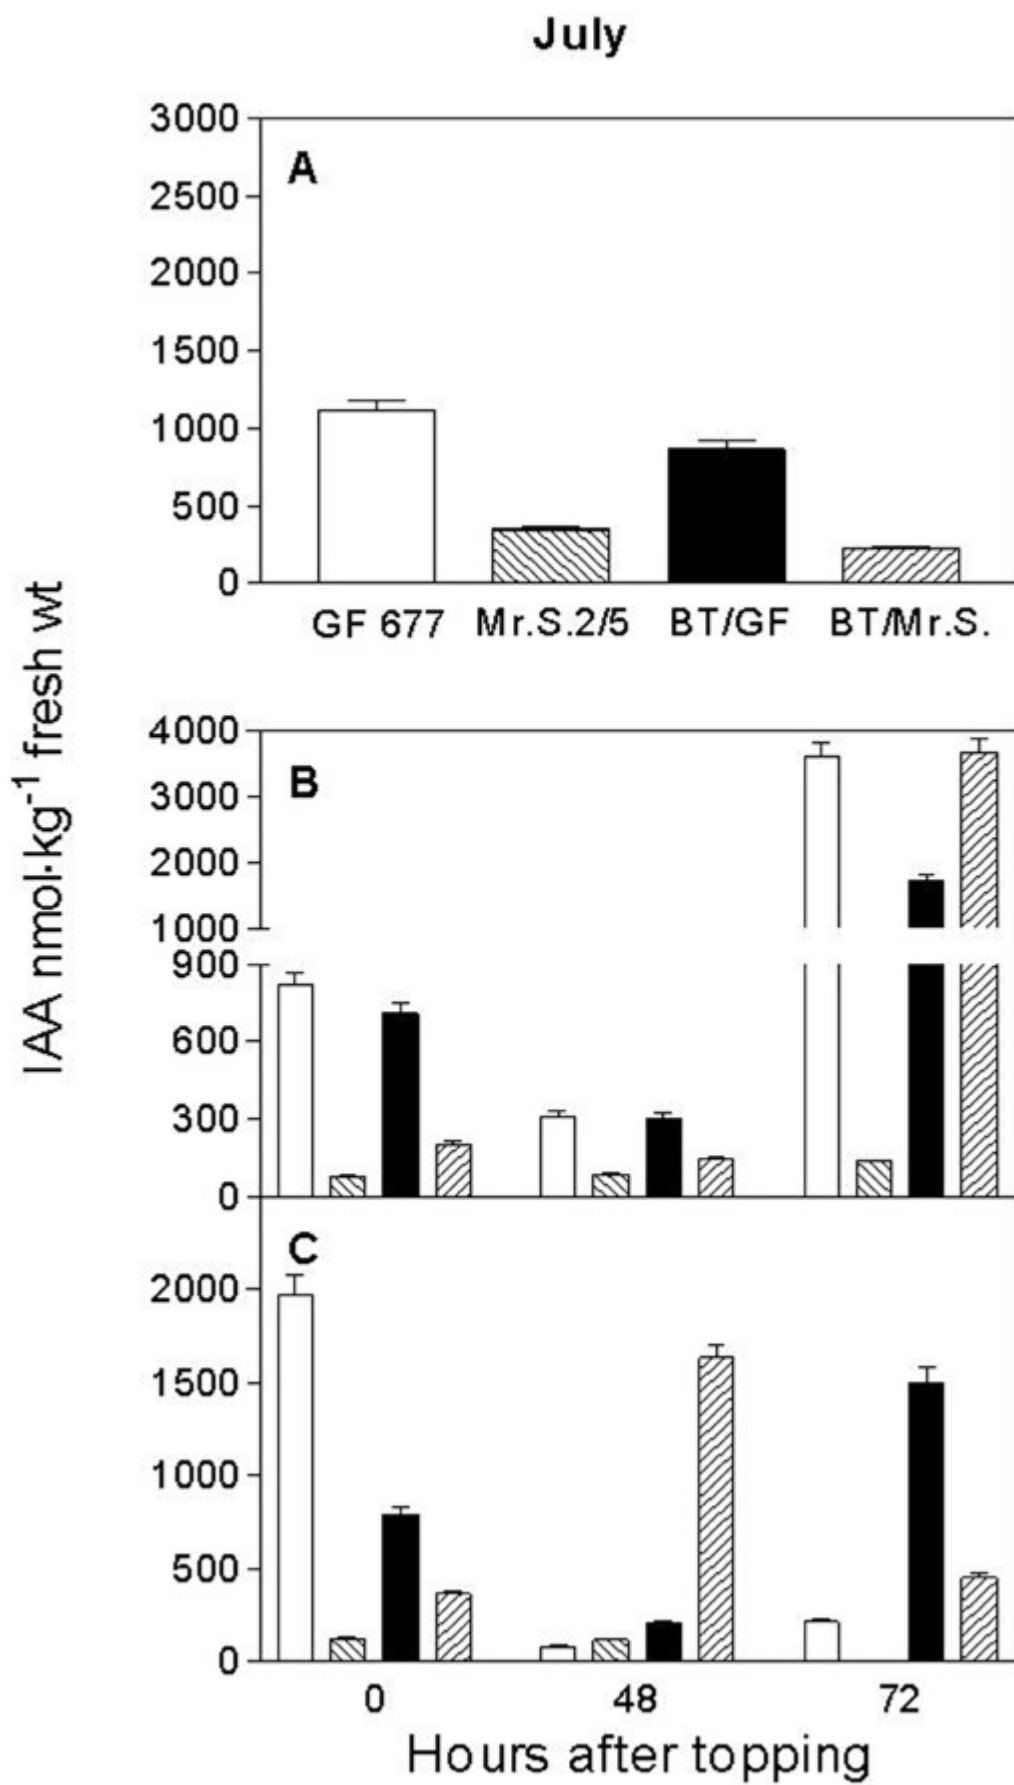 July
3000
A
2500
2000
1500
1000
500
0
GF 677 Mr.S.2/5 BT/GF BT/Mr.S.
IAA nmol·kg⁻¹ fresh wt
4000
B
3000
2000
1000
900
600
300
0
C
2000
1500
1000
500
0
0 48 72
Hours after topping